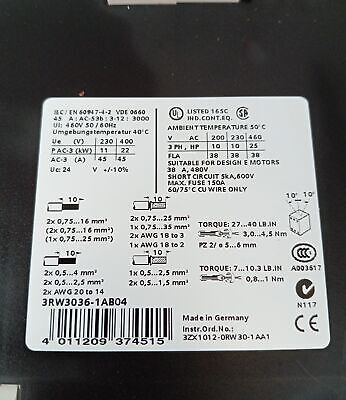 IEC / EN 60947-4-2 VDE 0660
45 A : AC-53b : 3-12 : 3000
Ui: 460V 50 / 60Hz
Umgebungstemperatur 40°C
Ue (V) 230 400
P AC-3 (kW) 11 22
AC-3 (A) 45 45
Uc: 24 V +/-10%
UL LISTED 165C
IND.CONT.EQ.
AMBIENT TEMPERATURE 50°C
V AC 200 230 460
3 PH, HP 10 10 25
FLA 38 38 38
SUITABLE FOR DESIGN E MOTORS
38 A, 480V
SHORT CIRCUIT 5kA,600V
MAX. FUSE 150A
60/75°C CU WIRE ONLY
10
2x 0,75...16 mm²
(2x 0,75...16 mm²)
(1x 0,75...25 mm²)
10
2x 0,75...25 mm²
1x 0,75...35 mm²
2x AWG 18 to 3
1x AWG 18 to 2
TORQUE: 27...40 LB.IN
3,0...4,5 Nm
PZ 2/ ⌀ 5...6 mm
10° 10°
10
2x 0,5...4 mm²
2x 0,5...2,5 mm²
2x AWG 20 to 14
10
2x 0,5...2,5 mm²
2x 0,5...1,5 mm²
TORQUE: 7...10.3 LB.IN
0,8...1 Nm
CCC
A003617
N117
3RW3036-1AB04
4 011209 374515
Made in Germany
Instr.Ord.No.:
3ZX1012-0RW30-1AA1